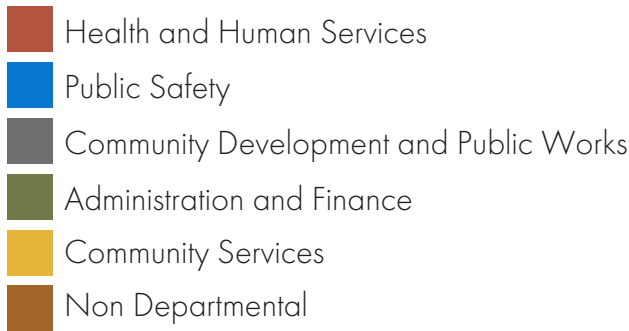 Health and Human Services
Public Safety
Community Development and Public Works
Administration and Finance
Community Services
Non Departmental